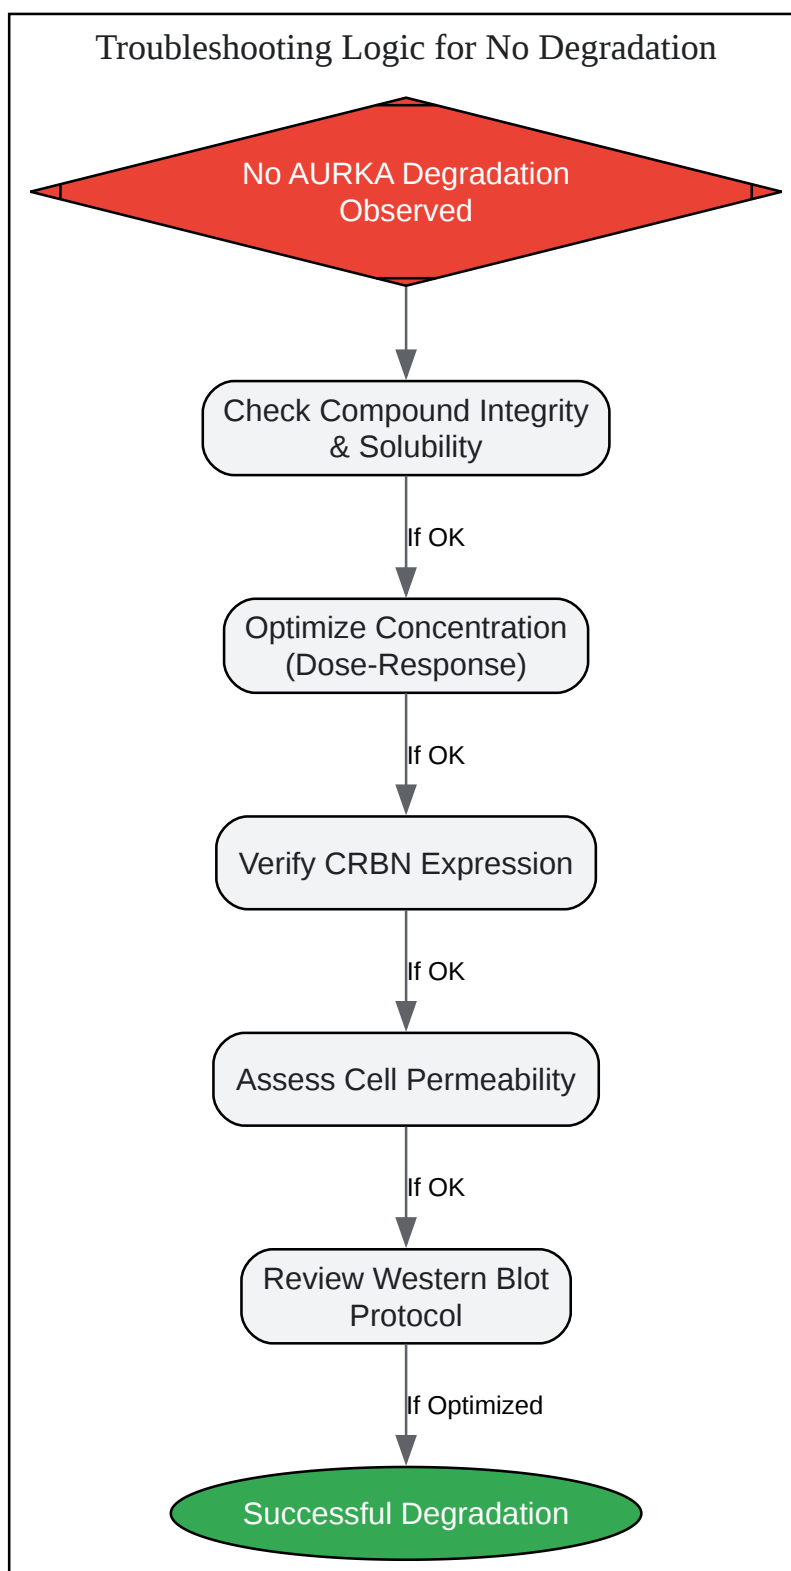 Troubleshooting Logic for No Degradation
No AURKA Degradation
Observed
Check Compound Integrity
& Solubility
If OK
Optimize Concentration
(Dose-Response)
If OK
Verify CRBN Expression
If OK
Assess Cell Permeability
If OK
Review Western Blot
Protocol
If Optimized
Successful Degradation